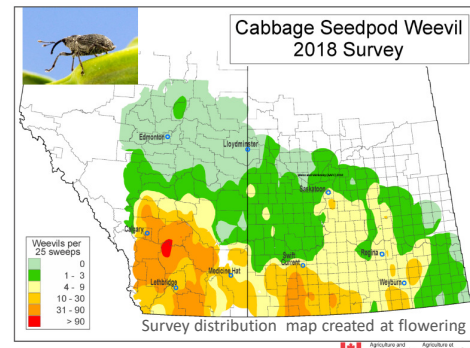 Cabbage Seedpod Weevil
2018 Survey
Edmonton
Lloydminster
Saskatoon
Calgary
Weevils per
25 sweeps
0
1 - 3
4 - 9
10 - 30
31 - 90
> 90
Medicine Hat
Swift
Current
Regina
Lethbridge
Weyburn
Survey distribution map created at flowering
Agriculture and
Agriculture et